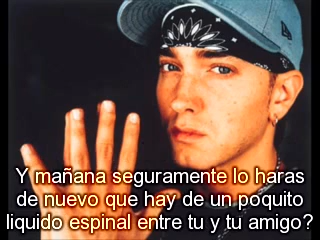 Y mañana seguramente lo haras
de nuevo que hay de un poquito
liquido espinal entre tu y tu amigo?